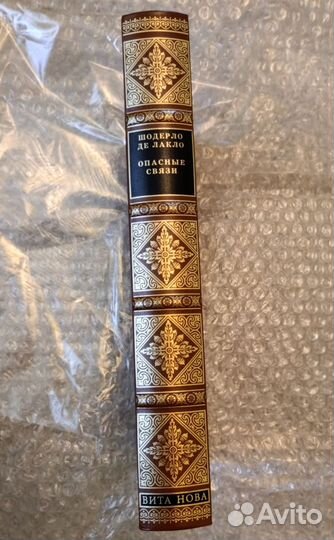 ШОДЕРЛО
ДЕ ЛАКЛО
ОПАСНЫЕ
СВЯЗИ
ВИТА НОВА
Avito